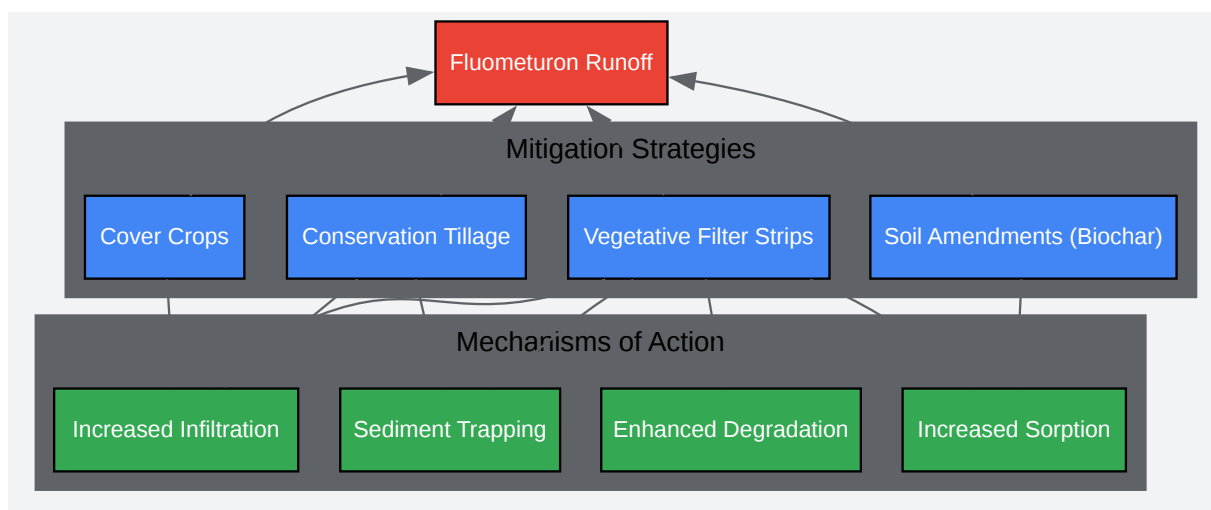 Fluometuron Runoff
Mitigation Strategies
Cover Crops
Conservation Tillage
Vegetative Filter Strips
Soil Amendments (Biochar)
Mechanisms of Action
Increased Infiltration
Sediment Trapping
Enhanced Degradation
Increased Sorption